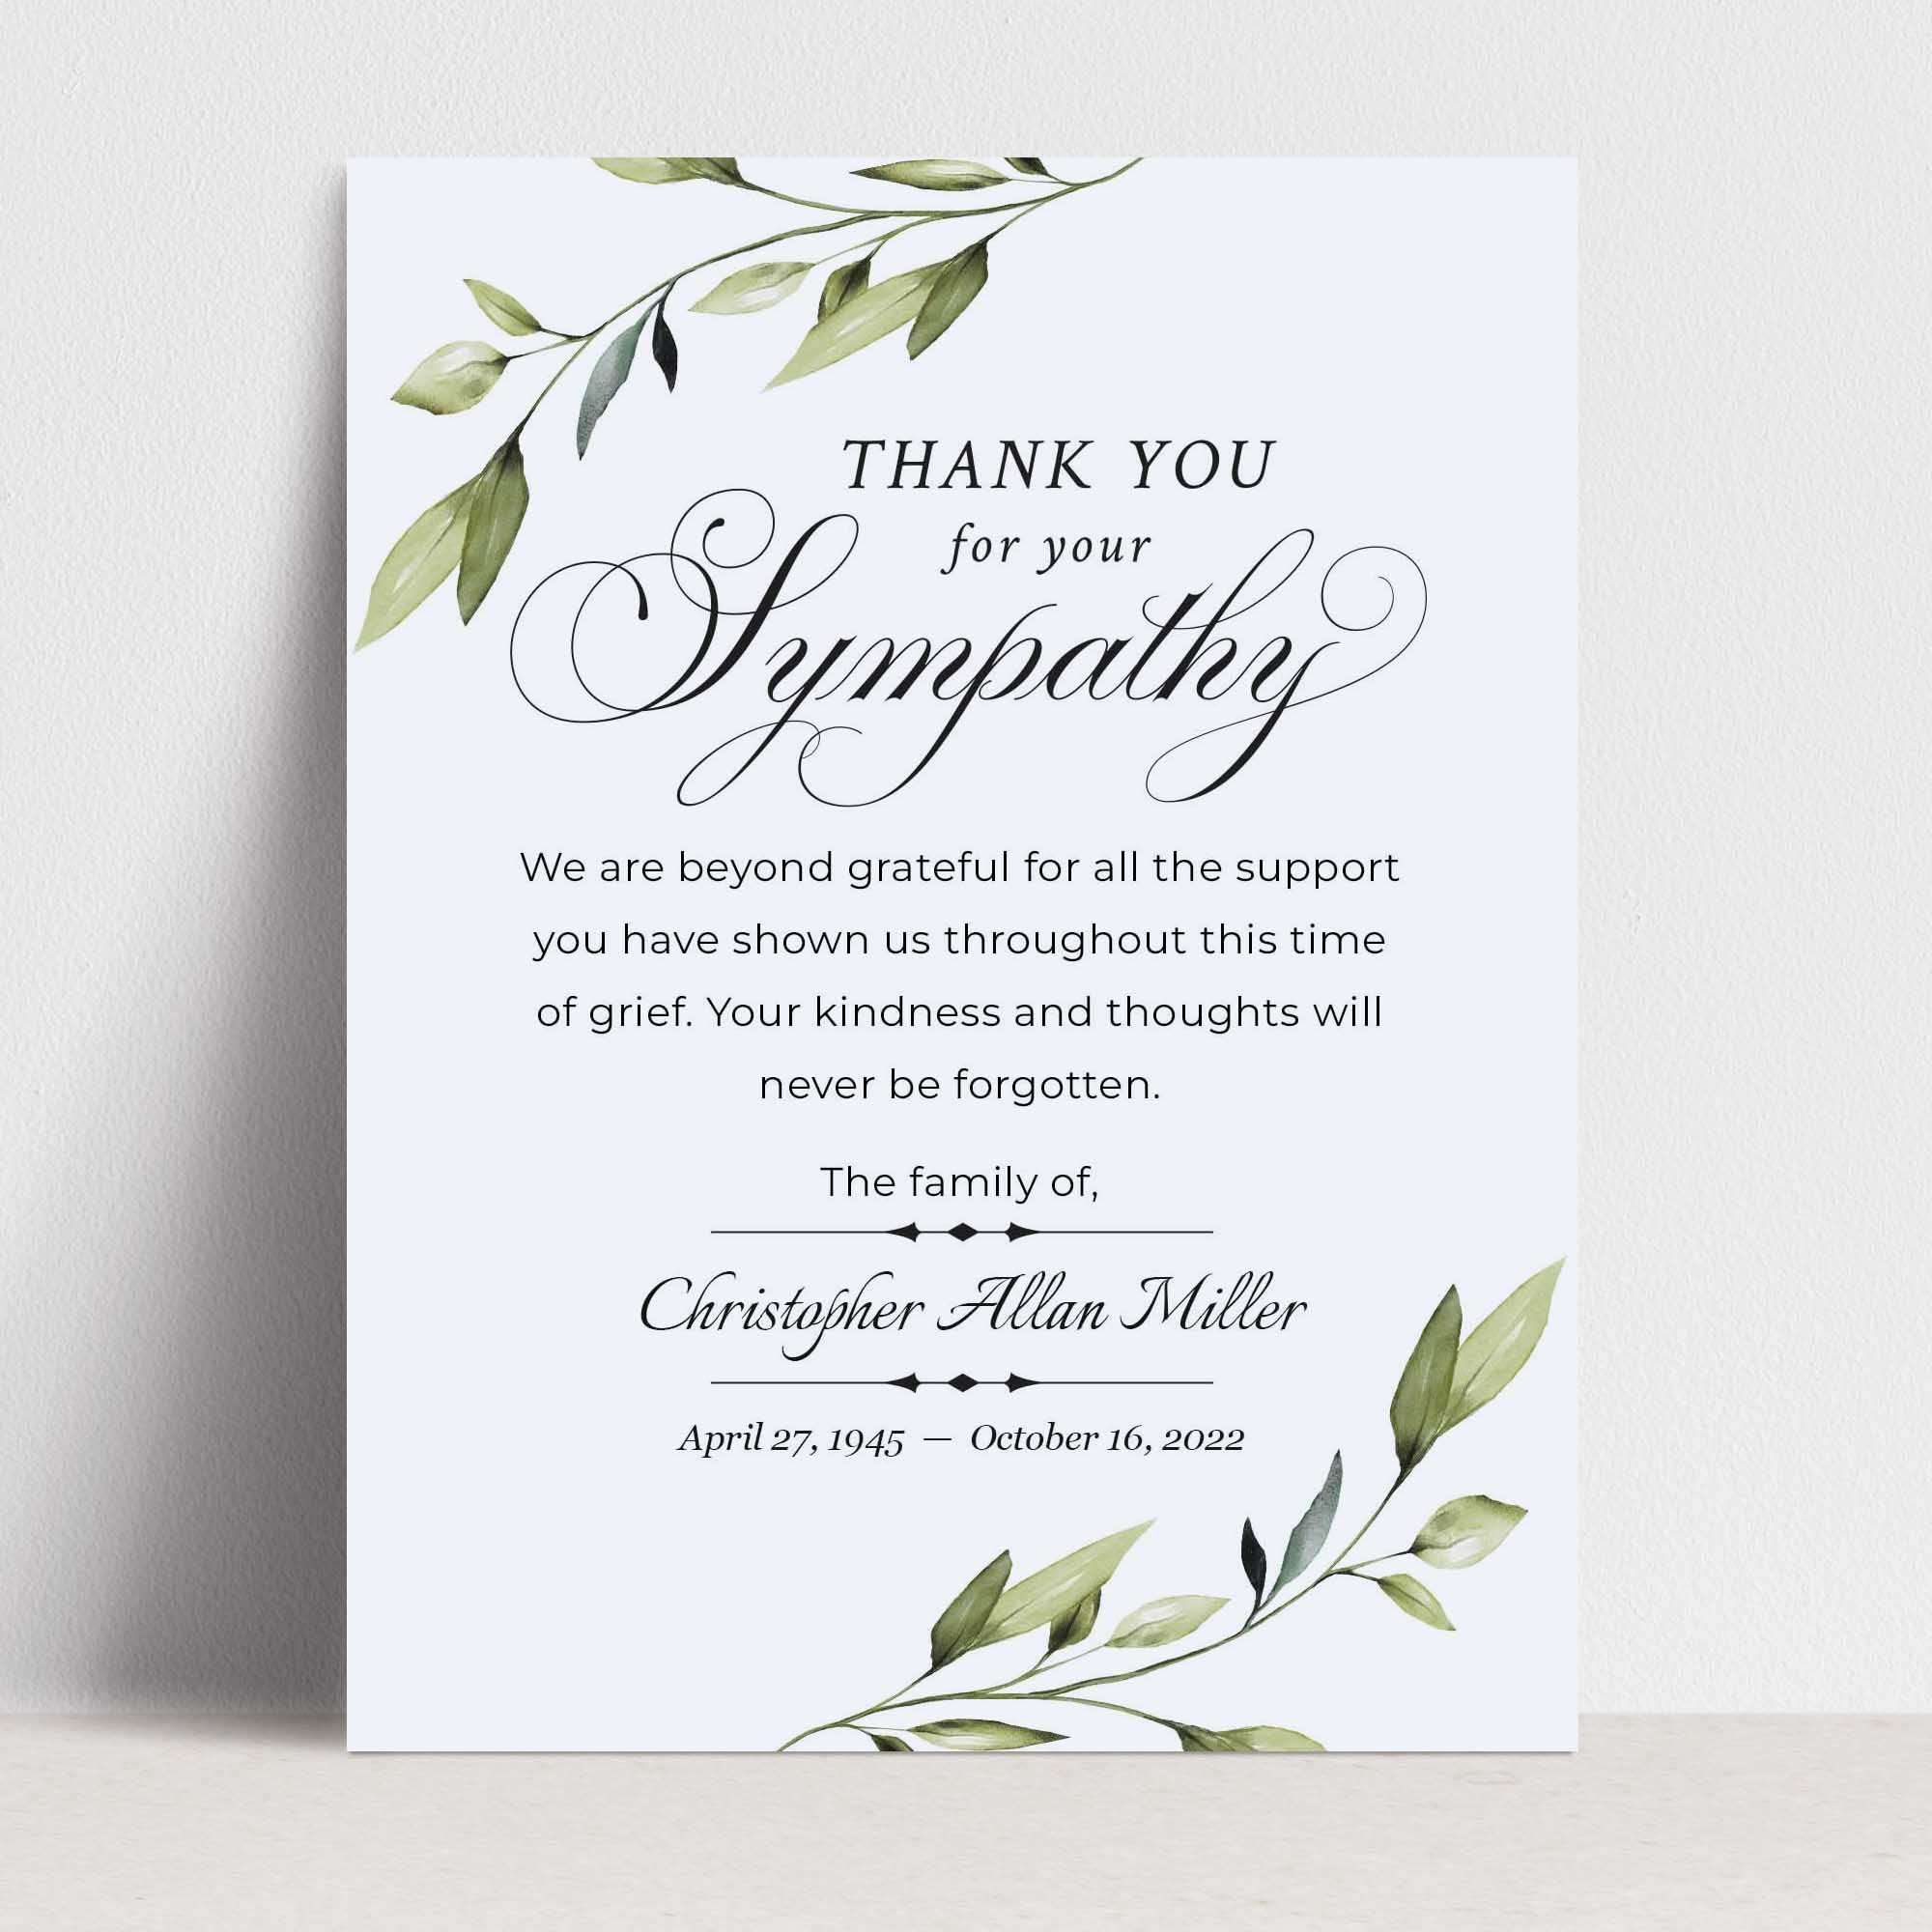 THANK YOU
for your
Sympathy
We are beyond grateful for all the support
you have shown us throughout this time
of grief. Your kindness and thoughts will
never be forgotten.
The family of,
Christopher Allan Miller
April 27, 1945 — October 16, 2022